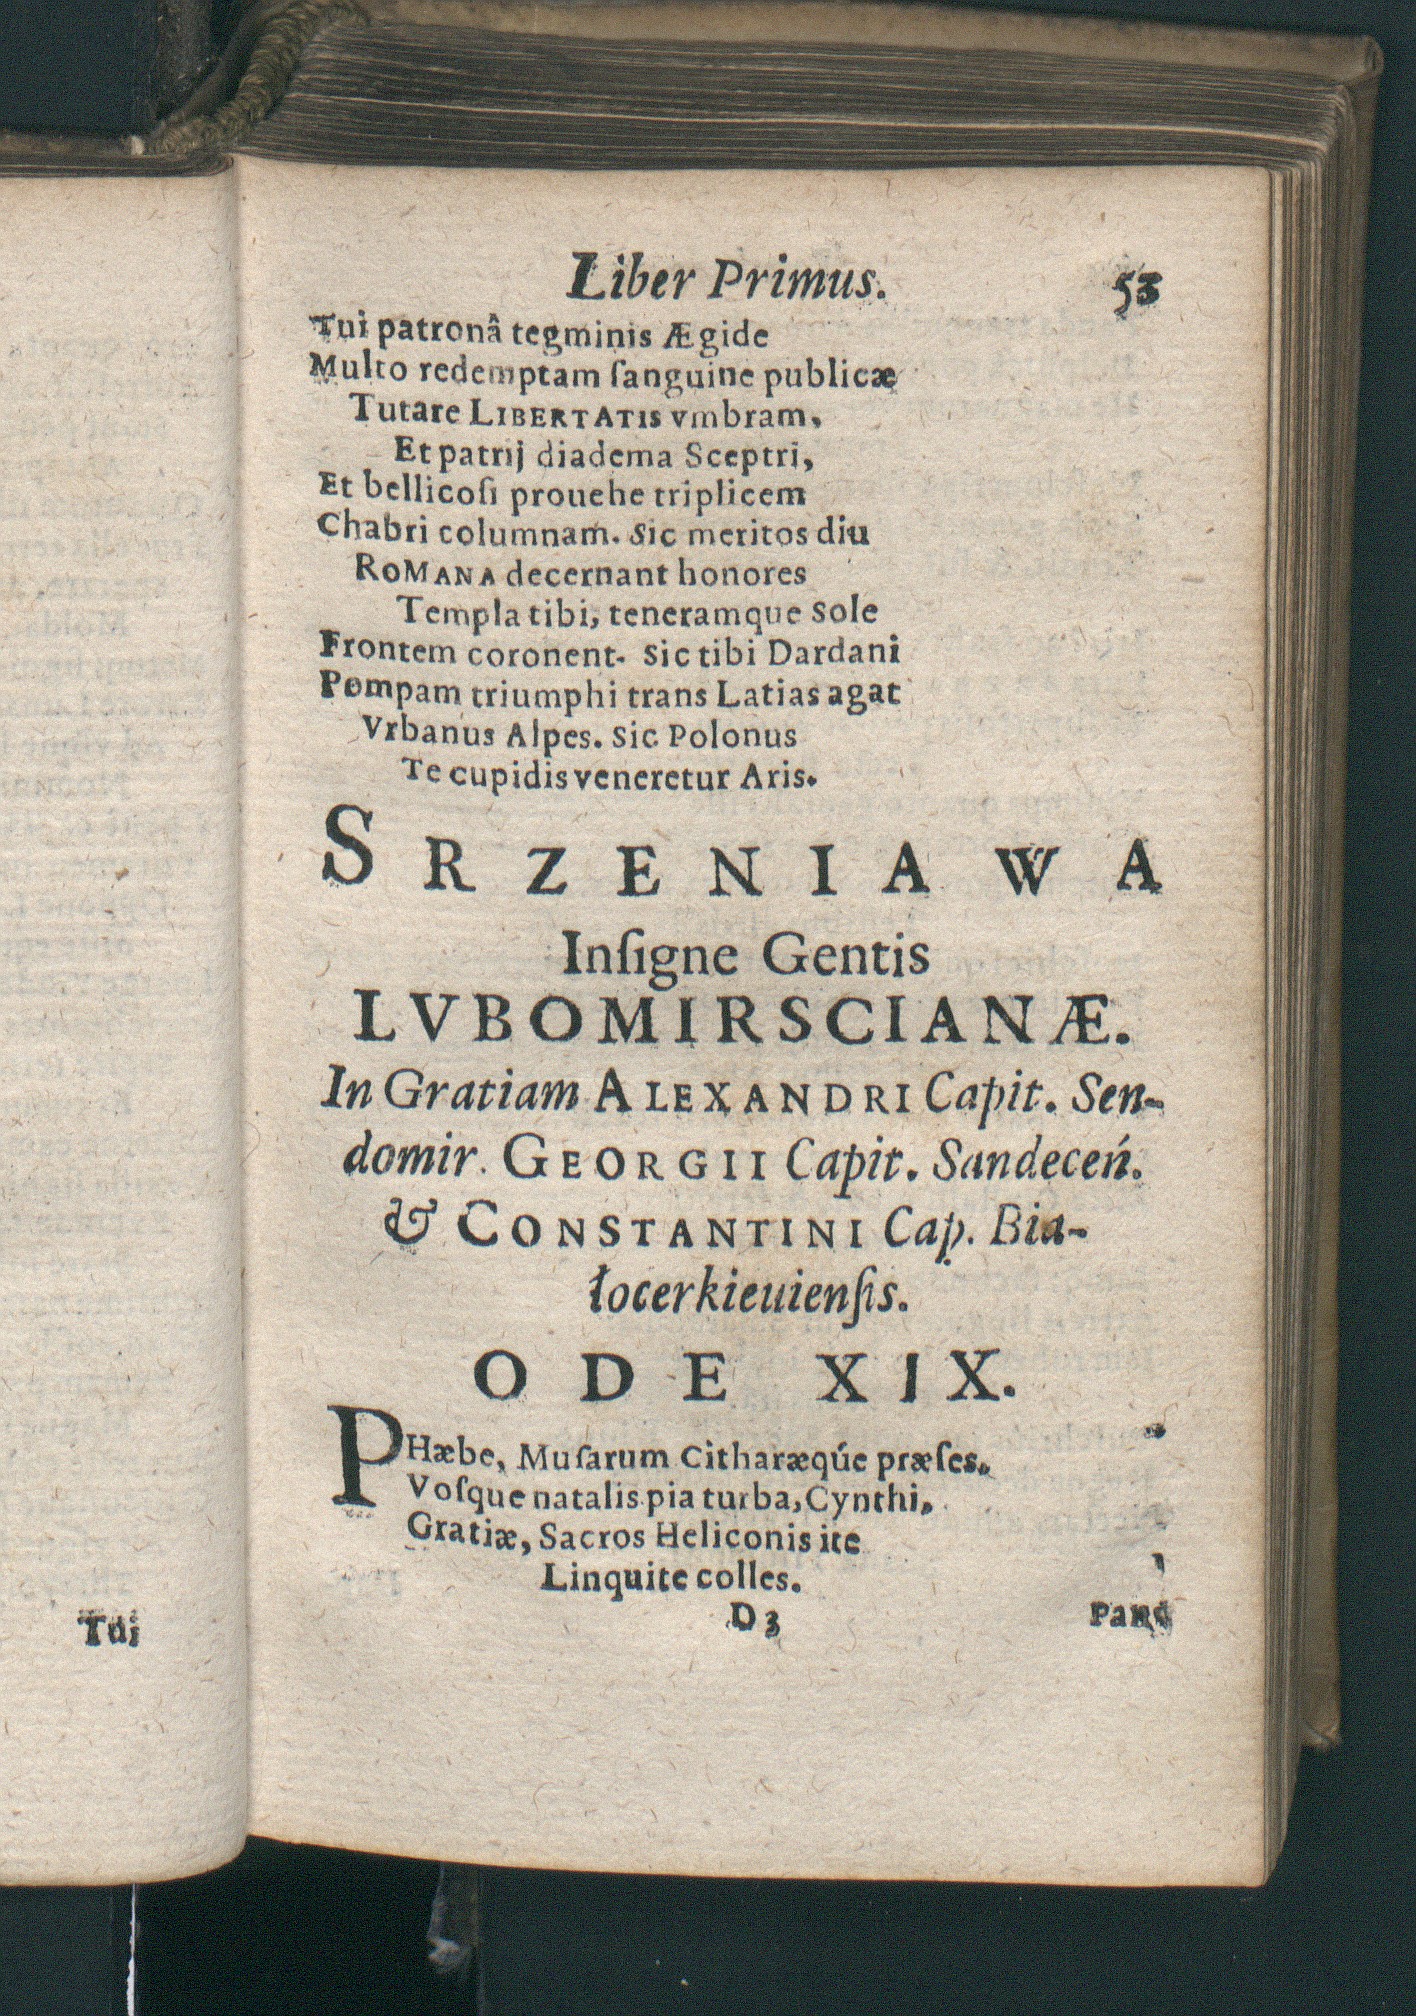 Liber Primus. 53
Tui patronâ tegminis Ægide
Multo redemptam ſanguine publicæ
Tutare LIBERTATIS vmbram,
Et patrij diadema Sceptri,
Et bellicoſi prouehe triplicem
Chabri columnam. Sic meritos diu
ROMANA decernant honores
Templa tibi, teneramque Sole
Frontem coronent. Sic tibi Dardani
Pompam triumphi trans Latias agat
Vrbanus Alpes. Sic Polonus
Te cupidis veneretur Aris.
SRZENIAWA
Inſigne Gentis
LVBOMIRSCIANÆ.
In Gratiam ALEXANDRI Capit. Sen-
domir. GEORGII Capit. Sandeceń.
& CONSTANTINI Cap. Bia-
łocerkieuienſis.
ODE XIX.
PHæbe, Muſarum Citharæqúe præſes,
Voſque natalis pia turba, Cynthi,
Gratiæ, Sacros Heliconis ite
Linquite colles.
D3 Panc
Tui